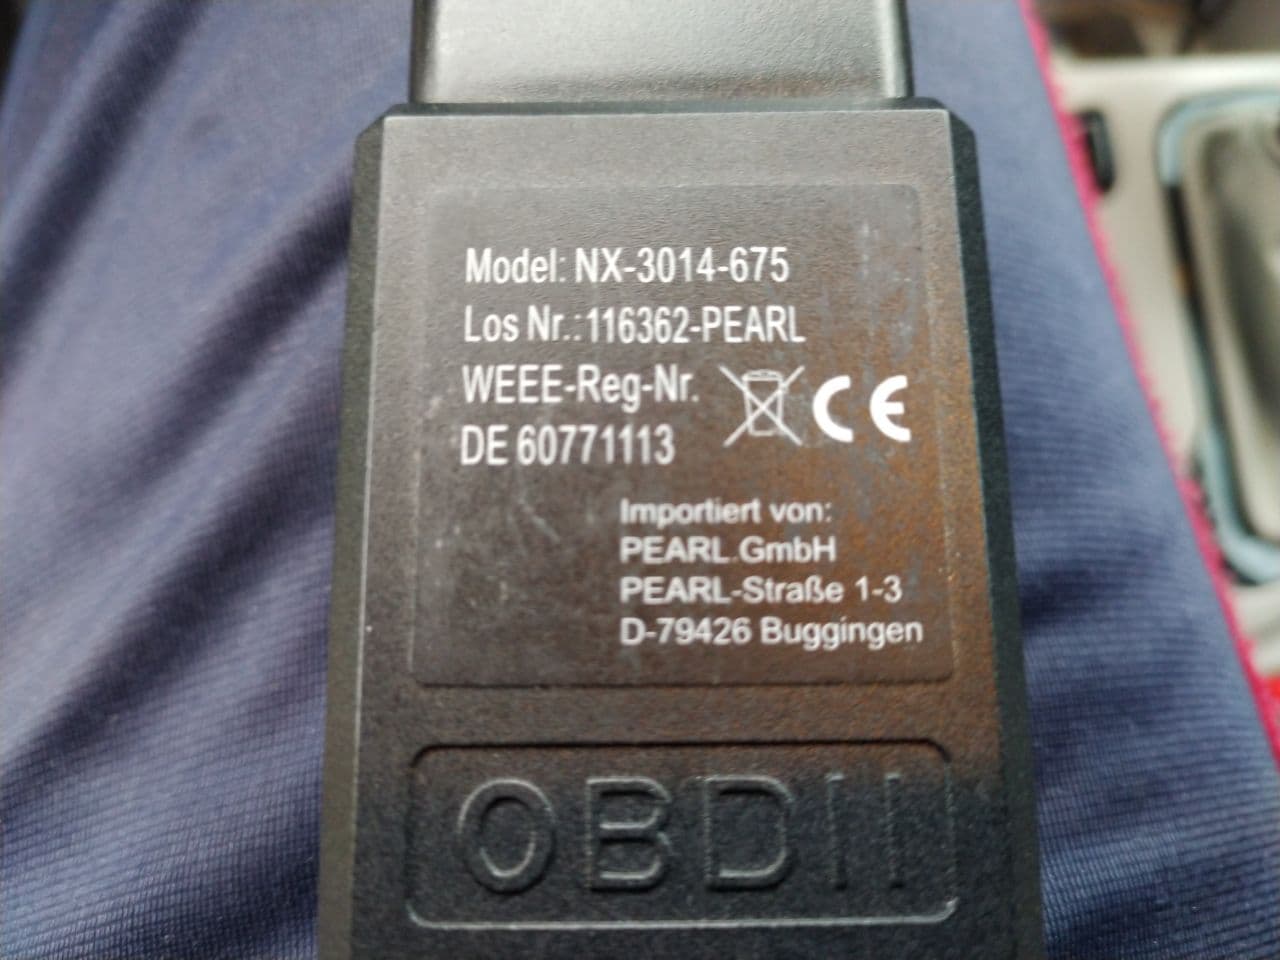 Model: NX-3014-675
Los Nr.: 116362-PEARL
WEEE-Reg-Nr.
DE 60771113
CE
Importiert von:
PEARL.GmbH
PEARL-Straße 1-3
D-79426 Buggingen
OBDII